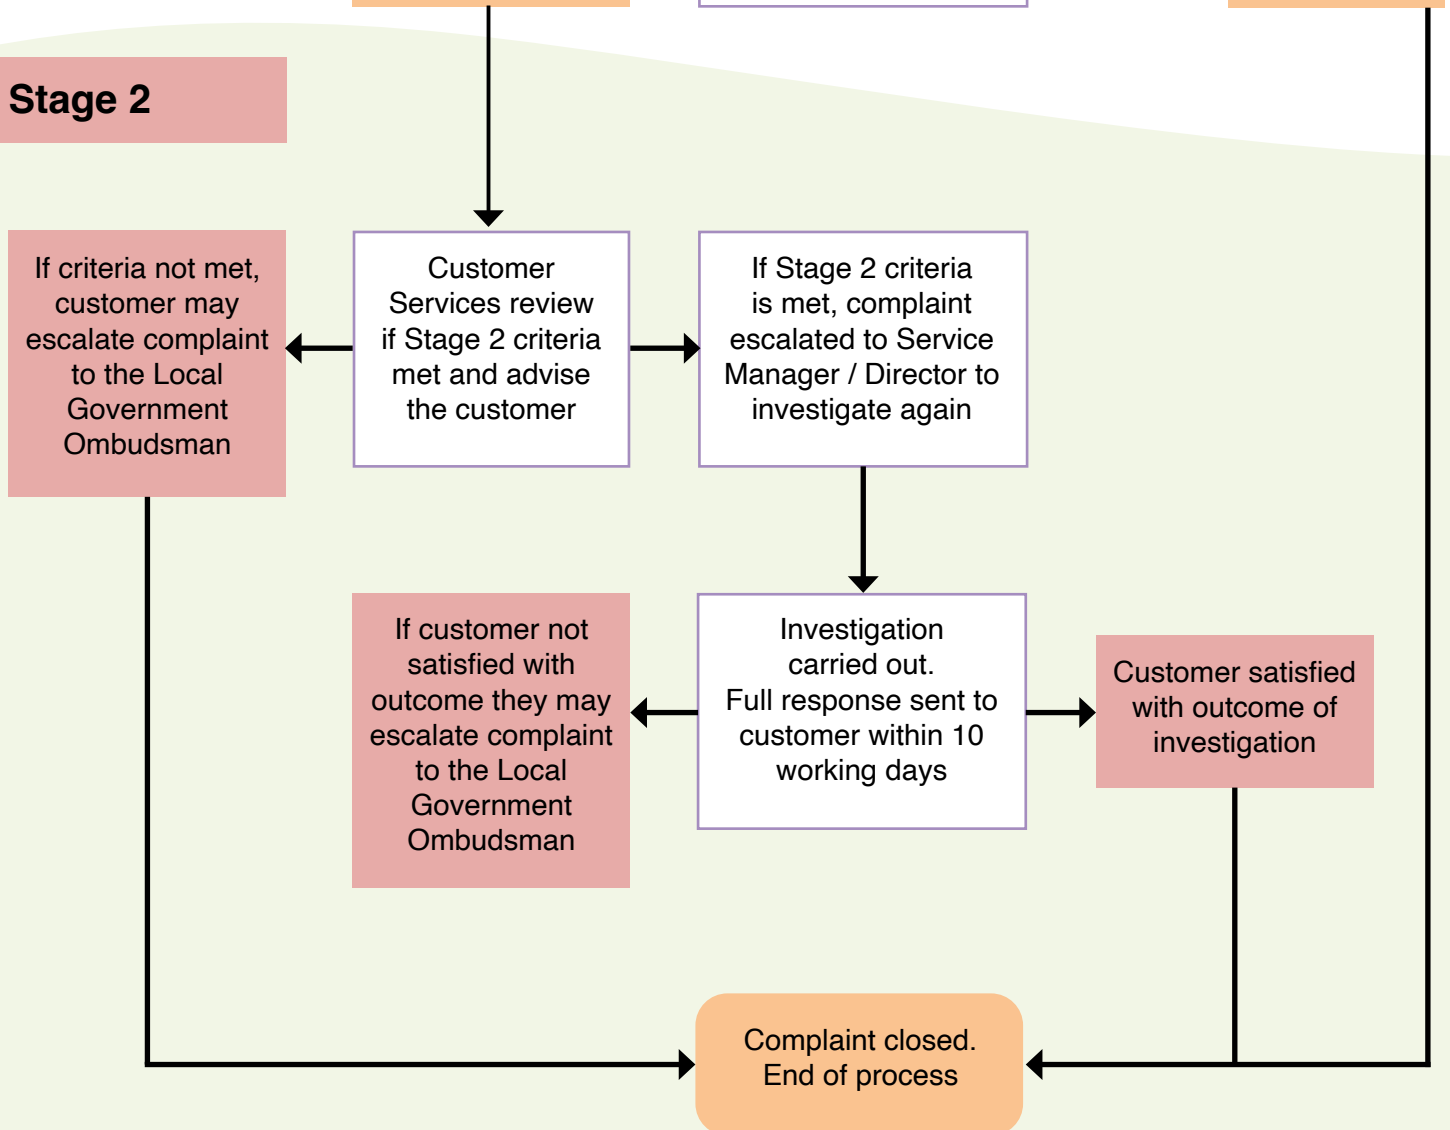 Stage 2
If criteria not met,
customer may
escalate complaint
to the Local
Government
Ombudsman
Customer
Services review
if Stage 2 criteria
met and advise
the customer
If Stage 2 criteria
is met, complaint
escalated to Service
Manager / Director to
investigate again
If customer not
satisfied with
outcome they may
escalate complaint
to the Local
Government
Ombudsman
Investigation
carried out.
Full response sent to
customer within 10
working days
Customer satisfied
with outcome of
investigation
Complaint closed.
End of process